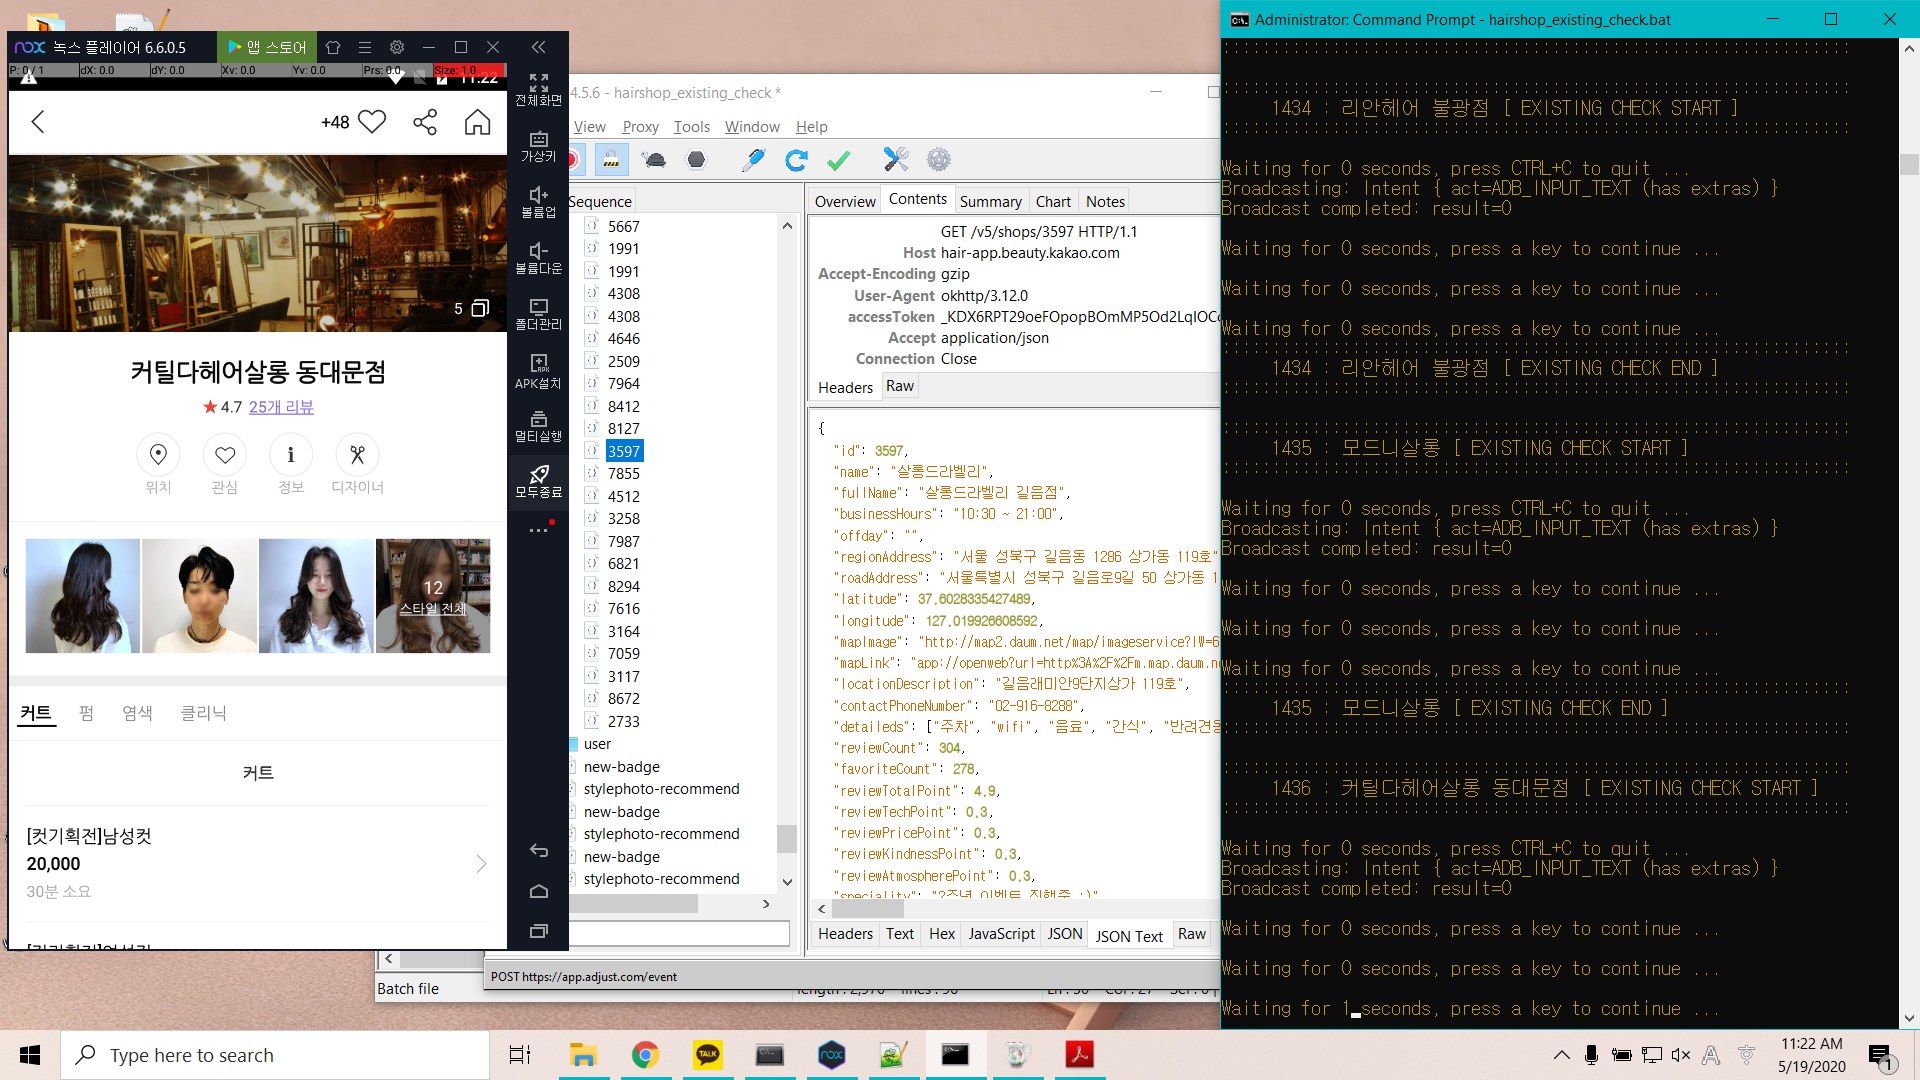 nox 녹스 플레이어 6.6.0.5
앱 스토어
P: 0 / 1 dX: 0.0 dY: 0.0 Xv: 0.0 Yv: 0.0 Prs: 0.0 Size: 1.0
11:22
+48
5
커틸다헤어살롱 동대문점
4.7 25개 리뷰
위치 관심 정보 디자이너
12
스타일 전체
커트 펌 염색 클리닉
커트
[컷기획전]남성컷
20,000
30분 소요
전체화면
가상키
볼륨업
볼륨다운
폴더관리
APK설치
멀티실행
모두종료
4.5.6 - hairshop_existing_check *
View Proxy Tools Window Help
Sequence
5667
1991
1991
4308
4308
4646
2509
7964
8412
8127
3597
7855
4512
3258
7987
6821
8294
7616
3164
7059
3117
8672
2733
user
new-badge
stylephoto-recommend
new-badge
stylephoto-recommend
new-badge
stylephoto-recommend
Overview Contents Summary Chart Notes
GET /v5/shops/3597 HTTP/1.1
Host hair-app.beauty.kakao.com
Accept-Encoding gzip
User-Agent okhttp/3.12.0
accessToken _KDX6RPT29oeFOpopBOmMP5Od2LqIOC
Accept application/json
Connection Close
Headers Raw
{
"id": 3597,
"name": "살롱드라벨리",
"fullName": "살롱드라벨리 길음점",
"businessHours": "10:30 ~ 21:00",
"offday": "",
"regionAddress": "서울 성북구 길음동 1286 상가동 119호"
"roadAddress": "서울특별시 성북구 길음로9길 50 상가동 1
"latitude": 37.6028335427489,
"longitude": 127.019926608592,
"mapImage": "http://map2.daum.net/map/imageservice?IW=6
"mapLink": "app://openweb?url=http%3A%2F%2Fm.map.daum.n
"locationDescription": "길음래미안9단지상가 119호",
"contactPhoneNumber": "02-916-8288",
"detaileds": ["주차", "wifi", "음료", "간식", "반려견동
"reviewCount": 304,
"favoriteCount": 278,
"reviewTotalPoint": 4.9,
"reviewTechPoint": 0.3,
"reviewPricePoint": 0.3,
"reviewKindnessPoint": 0.3,
"reviewAtmospherePoint": 0.3,
"speciality": "2주년 이벤트 진행중 :)"
Headers Text Hex JavaScript JSON JSON Text Raw
POST https://app.adjust.com/event
Batch file
Administrator: Command Prompt - hairshop_existing_check.bat
1434 : 리안헤어 불광점 [ EXISTING CHECK START ]
Waiting for 0 seconds, press CTRL+C to quit ...
Broadcasting: Intent { act=ADB_INPUT_TEXT (has extras) }
Broadcast completed: result=0
Waiting for 0 seconds, press a key to continue ...
Waiting for 0 seconds, press a key to continue ...
Waiting for 0 seconds, press a key to continue ...
1434 : 리안헤어 불광점 [ EXISTING CHECK END ]
1435 : 모드니살롱 [ EXISTING CHECK START ]
Waiting for 0 seconds, press CTRL+C to quit ...
Broadcasting: Intent { act=ADB_INPUT_TEXT (has extras) }
Broadcast completed: result=0
Waiting for 0 seconds, press a key to continue ...
Waiting for 0 seconds, press a key to continue ...
Waiting for 0 seconds, press a key to continue ...
1435 : 모드니살롱 [ EXISTING CHECK END ]
1436 : 커틸다헤어살롱 동대문점 [ EXISTING CHECK START ]
Waiting for 0 seconds, press CTRL+C to quit ...
Broadcasting: Intent { act=ADB_INPUT_TEXT (has extras) }
Broadcast completed: result=0
Waiting for 0 seconds, press a key to continue ...
Waiting for 0 seconds, press a key to continue ...
Waiting for 1 seconds, press a key to continue ...
Type here to search
TALK
nox
11:22 AM
5/19/2020
1